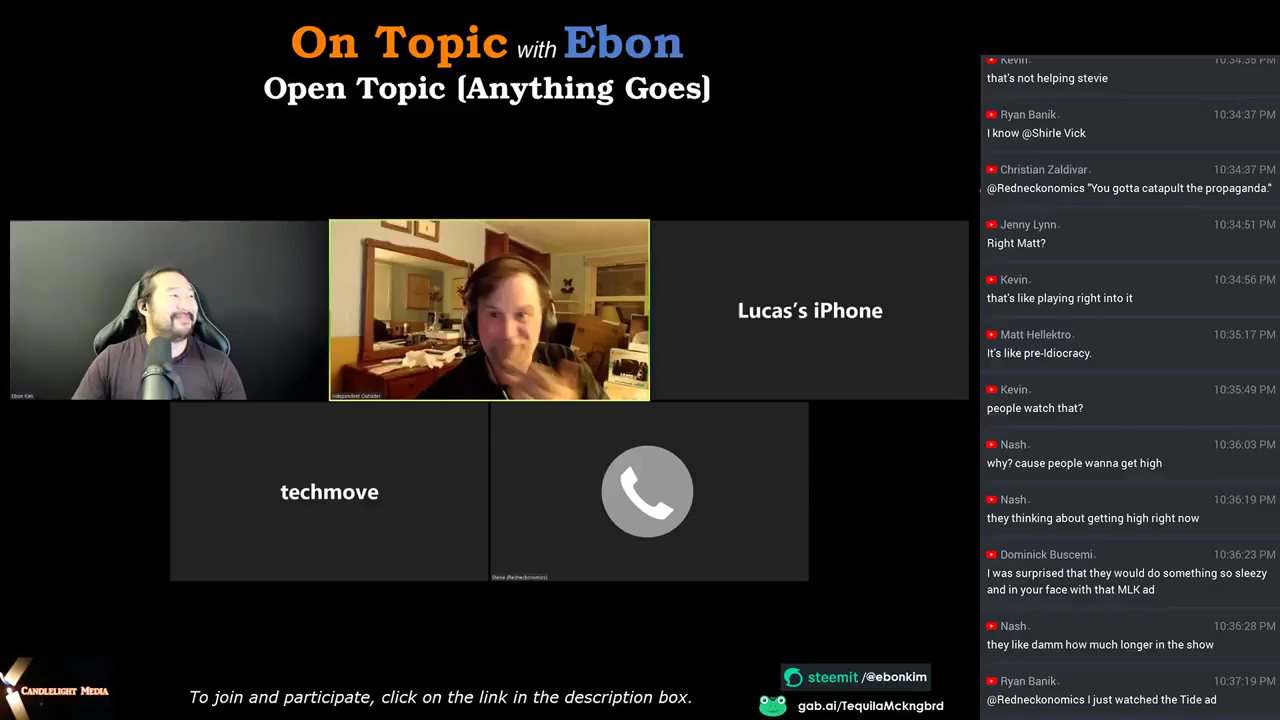 On Topic with Ebon
Open Topic (Anything Goes)
Ebon Kim
Independent Outsider
Lucas's iPhone
techmove
Steve (Redneckonomics)
CANDLELIGHT MEDIA
To join and participate, click on the link in the description box.
steemit /@ebonkim
gab.ai/TequilaMckngbrd
Kevin. 10:34:35 PM
that's not helping stevie
Ryan Banik. 10:34:37 PM
I know @Shirle Vick
Christian Zaldivar. 10:34:37 PM
@Redneckonomics "You gotta catapult the propaganda."
Jenny Lynn. 10:34:51 PM
Right Matt?
Kevin. 10:34:56 PM
that's like playing right into it
Matt Hellektro. 10:35:17 PM
It's like pre-Idiocracy.
Kevin. 10:35:49 PM
people watch that?
Nash. 10:36:03 PM
why? cause people wanna get high
Nash. 10:36:19 PM
they thinking about getting high right now
Dominick Buscemi. 10:36:23 PM
I was surprised that they would do something so sleezy
and in your face with that MLK ad
Nash. 10:36:28 PM
they like damm how much longer in the show
Ryan Banik. 10:37:19 PM
@Redneckonomics I just watched the Tide ad